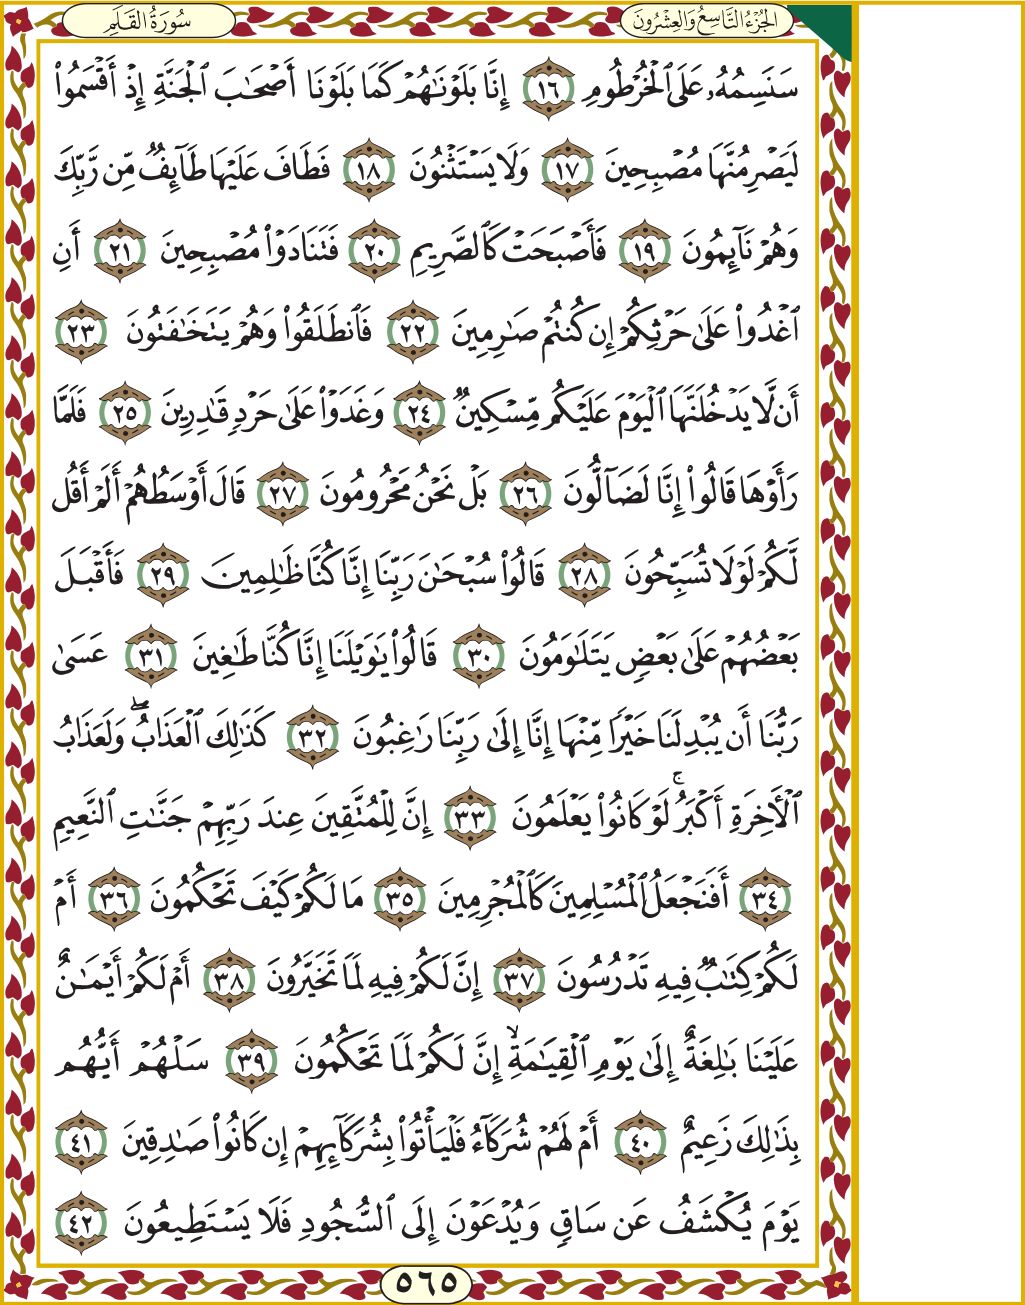 الجُزْءُ التَّاسِعُ وَالعِشْرُونَ
سُورَةُ القَلَمِ
سَنَسِمُهُۥ عَلَى ٱلْخُرْطُومِ ١٦ إِنَّا بَلَوْنَٰهُمْ كَمَا بَلَوْنَآ أَصْحَٰبَ ٱلْجَنَّةِ إِذْ أَقْسَمُوا۟
لَيَصْرِمُنَّهَا مُصْبِحِينَ ١٧ وَلَا يَسْتَثْنُونَ ١٨ فَطَافَ عَلَيْهَا طَآئِفٌ مِّن رَّبِّكَ
وَهُمْ نَآئِمُونَ ١٩ فَأَصْبَحَتْ كَٱلصَّرِيمِ ٢٠ فَتَنَادَوْا۟ مُصْبِحِينَ ٢١ أَنِ
ٱغْدُوا۟ عَلَىٰ حَرْثِكُمْ إِن كُنتُمْ صَٰرِمِينَ ٢٢ فَٱنطَلَقُوا۟ وَهُمْ يَتَخَٰفَتُونَ ٢٣
أَن لَّا يَدْخُلَنَّهَا ٱلْيَوْمَ عَلَيْكُم مِّسْكِينٌ ٢٤ وَغَدَوْا۟ عَلَىٰ حَرْدٍ قَٰدِرِينَ ٢٥ فَلَمَّا
رَأَوْهَا قَالُوٓا۟ إِنَّا لَضَآلُّونَ ٢٦ بَلْ نَحْنُ مَحْرُومُونَ ٢٧ قَالَ أَوْسَطُهُمْ أَلَمْ أَقُل
لَّكُمْ لَوْلَا تُسَبِّحُونَ ٢٨ قَالُوا۟ سُبْحَٰنَ رَبِّنَآ إِنَّا كُنَّا ظَٰلِمِينَ ٢٩ فَأَقْبَلَ
بَعْضُهُمْ عَلَىٰ بَعْضٍ يَتَلَٰوَمُونَ ٣٠ قَالُوا۟ يَٰوَيْلَنَآ إِنَّا كُنَّا طَٰغِينَ ٣١ عَسَىٰ
رَبُّنَآ أَن يُبْدِلَنَا خَيْرًا مِّنْهَآ إِنَّآ إِلَىٰ رَبِّنَا رَٰغِبُونَ ٣٢ كَذَٰلِكَ ٱلْعَذَابُ ۖ وَلَعَذَابُ
ٱلْءَاخِرَةِ أَكْبَرُ ۚ لَوْ كَانُوا۟ يَعْلَمُونَ ٣٣ إِنَّ لِلْمُتَّقِينَ عِندَ رَبِّهِمْ جَنَّٰتِ ٱلنَّعِيمِ
٣٤ أَفَنَجْعَلُ ٱلْمُسْلِمِينَ كَٱلْمُجْرِمِينَ ٣٥ مَا لَكُمْ كَيْفَ تَحْكُمُونَ ٣٦ أَمْ
لَكُمْ كِتَٰبٌ فِيهِ تَدْرُسُونَ ٣٧ إِنَّ لَكُمْ فِيهِ لَمَا تَخَيَّرُونَ ٣٨ أَمْ لَكُمْ أَيْمَٰنٌ
عَلَيْنَا بَٰلِغَةٌ إِلَىٰ يَوْمِ ٱلْقِيَٰمَةِ ۙ إِنَّ لَكُمْ لَمَا تَحْكُمُونَ ٣٩ سَلْهُمْ أَيُّهُم
بِذَٰلِكَ زَعِيمٌ ٤٠ أَمْ لَهُمْ شُرَكَآءُ فَلْيَأْتُوا۟ بِشُرَكَآئِهِمْ إِن كَانُوا۟ صَٰدِقِينَ ٤١
يَوْمَ يُكْشَفُ عَن سَاقٍ وَيُدْعَوْنَ إِلَى ٱلسُّجُودِ فَلَا يَسْتَطِيعُونَ ٤٢
٥٦٥